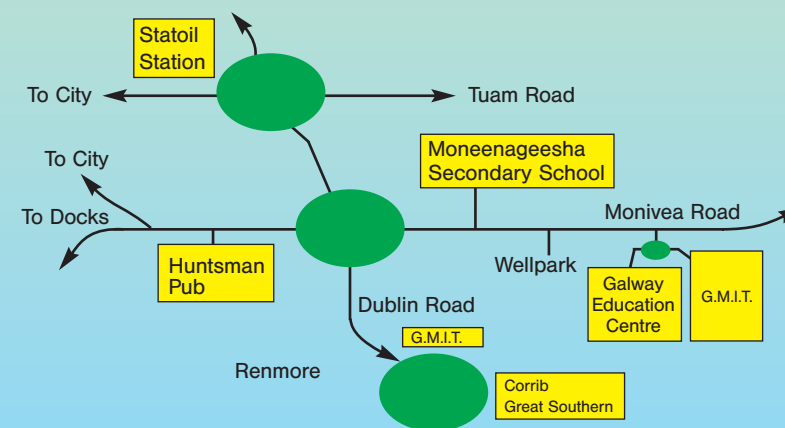 Statoil
Station
To City
Tuam Road
Moneenageesha
Secondary School
To City
To Docks
Monivea Road
Huntsman
Pub
Wellpark
Galway
Education
Centre
G.M.I.T.
Dublin Road
G.M.I.T.
Renmore
Corrib
Great Southern